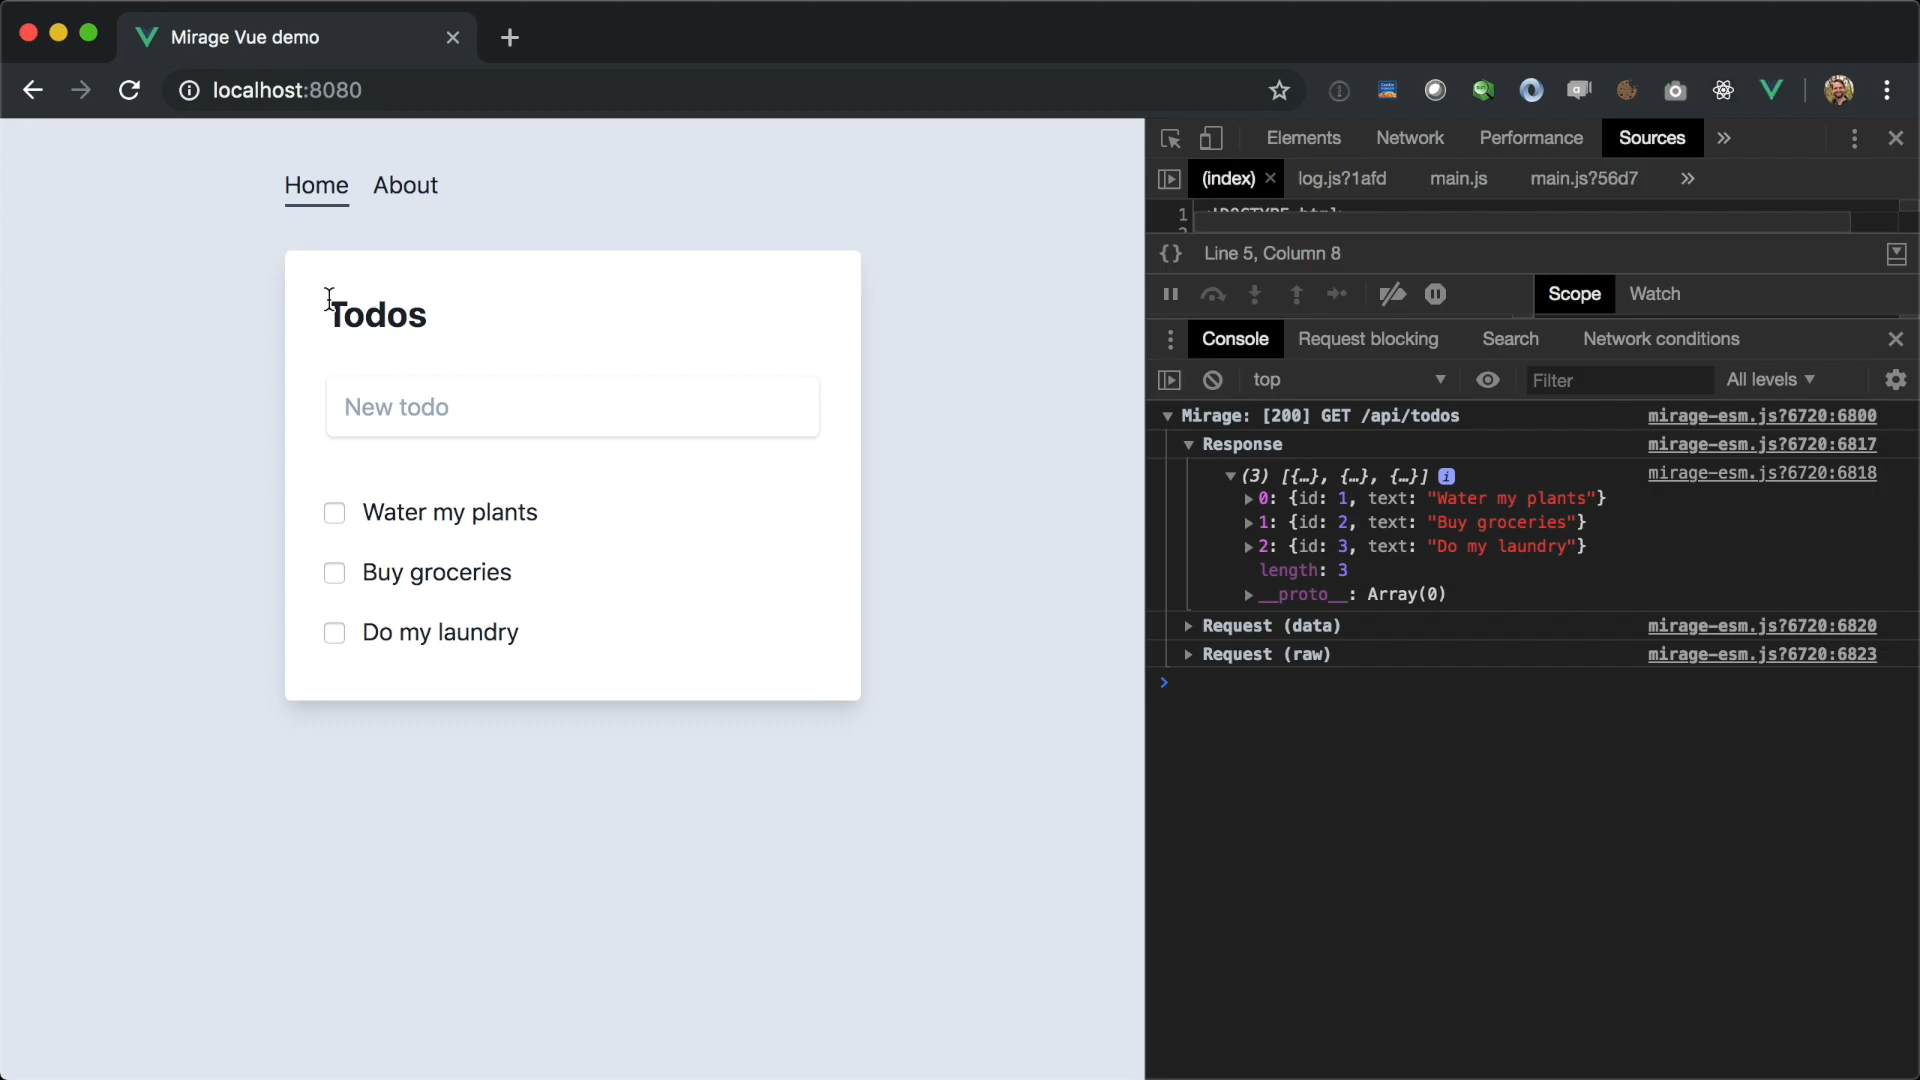 Mirage Vue demo
localhost:8080
Home About
Todos
New todo
Water my plants
Buy groceries
Do my laundry
Elements Network Performance Sources
(index) log.js?1afd main.js main.js?56d7
1
{} Line 5, Column 8
Scope Watch
Console Request blocking Search Network conditions
top Filter All levels
Mirage: [200] GET /api/todos mirage-esm.js?6720:6800
Response mirage-esm.js?6720:6817
(3) [{…}, {…}, {…}] i mirage-esm.js?6720:6818
0: {id: 1, text: "Water my plants"}
1: {id: 2, text: "Buy groceries"}
2: {id: 3, text: "Do my laundry"}
length: 3
__proto__: Array(0)
Request (data) mirage-esm.js?6720:6820
Request (raw) mirage-esm.js?6720:6823